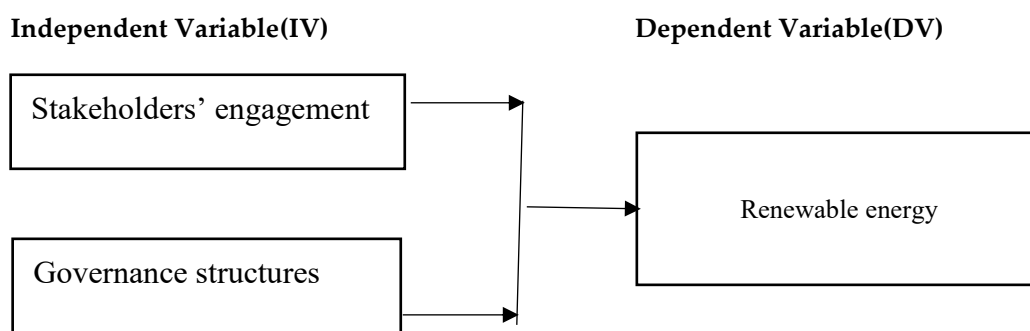 Independent Variable(IV)
Dependent Variable(DV)
Stakeholders’ engagement
Renewable energy
Governance structures